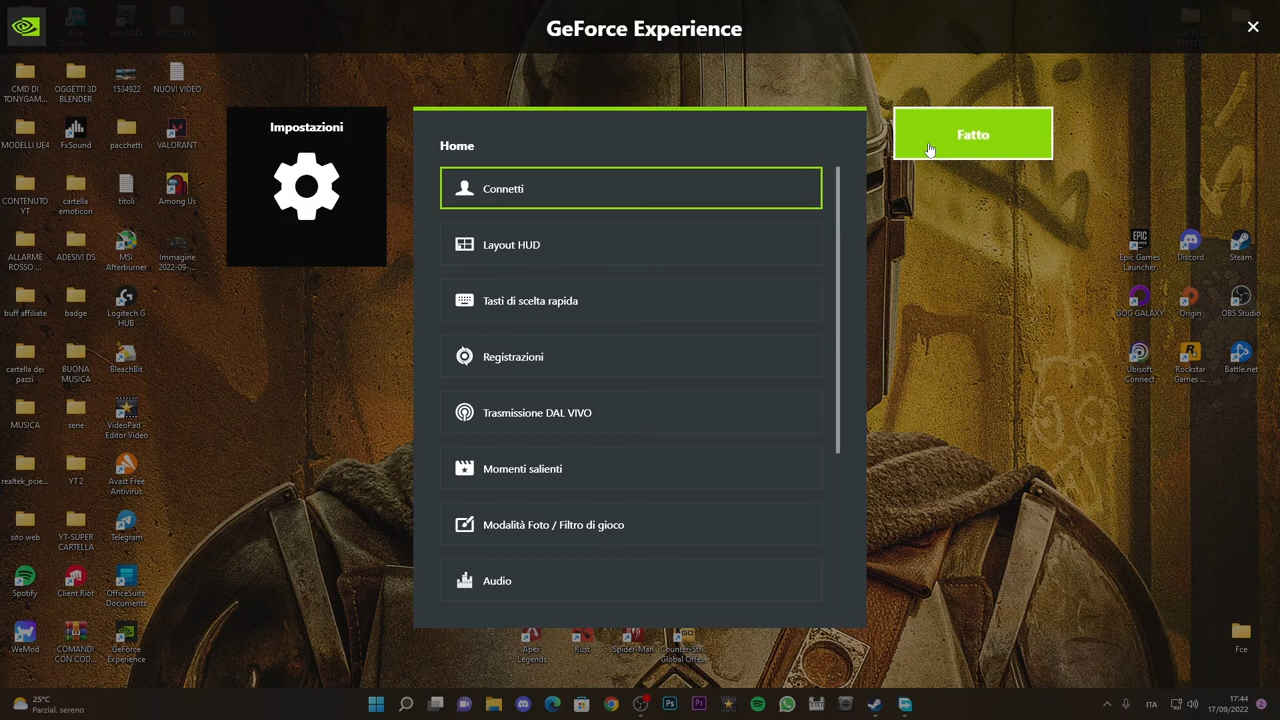 GeForce Experience
Impostazioni
Home
Fatto
Connetti
Layout HUD
Tasti di scelta rapida
Registrazioni
Trasmissione DAL VIVO
Momenti salienti
Modalità Foto / Filtro di gioco
Audio
CMD DI TONYGAM...
OGGETTI 3D BLENDER
1534922
NUOVI VIDEO
MODELLI UE4
FxSound
pacchetti
VALORANT
CONTENUTO YT
cartella emoticon
titoli
Among Us
ALLARME ROSSO ...
ADESIVI DS
MSI Afterburner
Immagine 2022-09-...
buff affiliate
badge
Logitech G HUB
cartella dei pazzi
BUONA MUSICA
BleachBit
MUSICA
serie
VideoPad - Editor Video
realtek_pcie...
YT 2
Avast Free Antivirus
sito web
YT-SUPER CARTELLA
Telegram
Spotify
Client Riot
OfficeSuite Documents
WeMod
COMANDI CON COD...
GeForce Experience
Epic Games Launcher
Discord
Steam
GOG GALAXY
Origin
OBS Studio
Ubisoft Connect
Rockstar Games ...
Battle.net
Apex Legends
Rust
Spider-Man
Counter-Str... Global Offe...
Fce
25°C
Parzial. sereno
ITA
17:44
17/09/2022
2